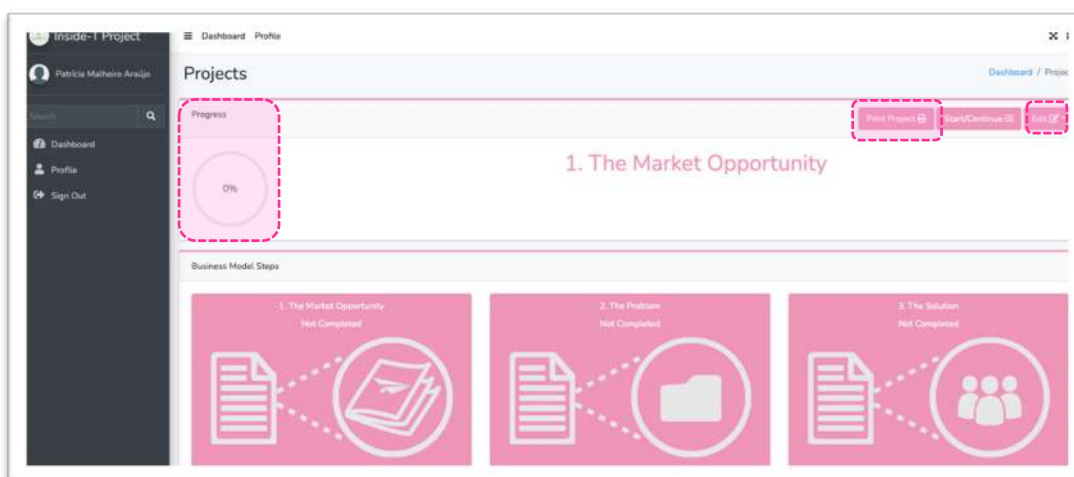 Inside-T Project
Dashboard Profile
Patrícia Malheiro Araújo
Projects
Dashboard / Projec
Search
Progress
Print Project
Start/Continue
Edit
Dashboard
Profile
Sign Out
1. The Market Opportunity
0%
Business Model Steps
1. The Market Opportunity
Not Completed
2. The Problem
Not Completed
3. The Solution
Not Completed